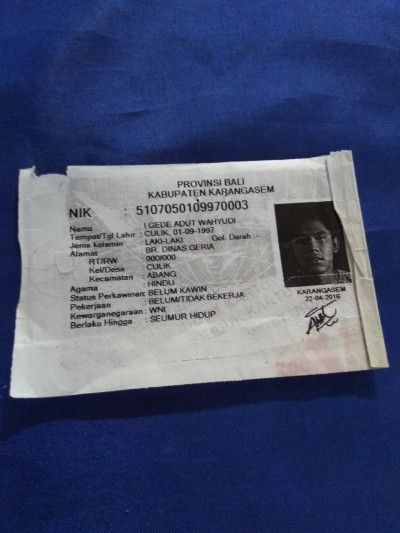 PROVINSI BALI
KABUPATEN KARANGASEM
NIK : 5107050109970003
Nama : I GEDE ADUT WAHYUDI
Tempat/Tgl Lahir : CULIK, 01-09-1997
Jenis kelamin : LAKI-LAKI Gol. Darah :-
Alamat : BR. DINAS GERIA
RT/RW : 000/000
Kel/Desa : CULIK
Kecamatan : ABANG
Agama : HINDU
Status Perkawinan: BELUM KAWIN
Pekerjaan : BELUM/TIDAK BEKERJA
Kewarganegaraan: WNI
Berlaku Hingga : SEUMUR HIDUP
KARANGASEM
22-04-2016